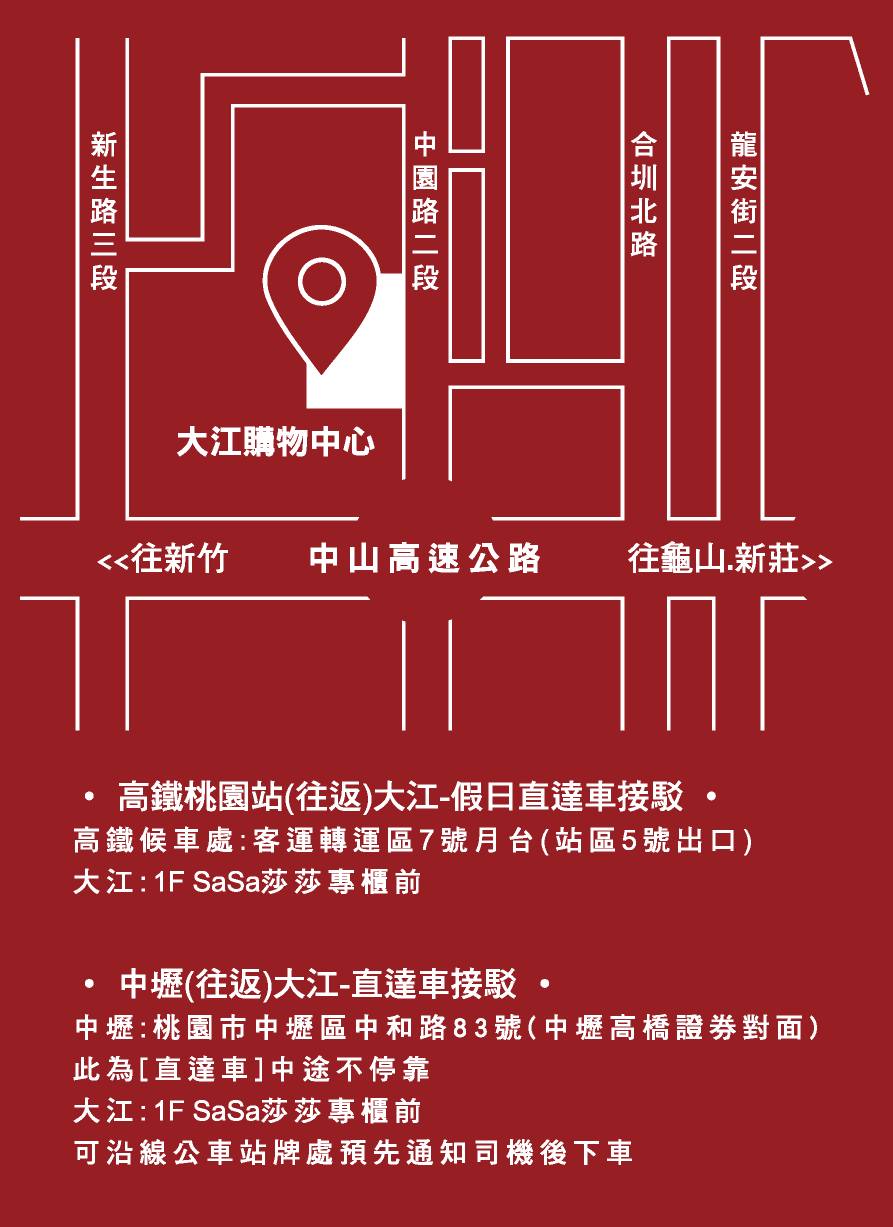 新生路三段
中園路二段
合圳北路
龍安街二段
大江購物中心
<<往新竹
中山高速公路
往龜山.新莊>>
• 高鐵桃園站(往返)大江-假日直達車接駁 •
高鐵候車處:客運轉運區7號月台(站區5號出口)
大江:1F SaSa莎莎專櫃前
• 中壢(往返)大江-直達車接駁 •
中壢:桃園市中壢區中和路83號(中壢高橋證券對面)
此為[直達車]中途不停靠
大江:1F SaSa莎莎專櫃前
可沿線公車站牌處預先通知司機後下車